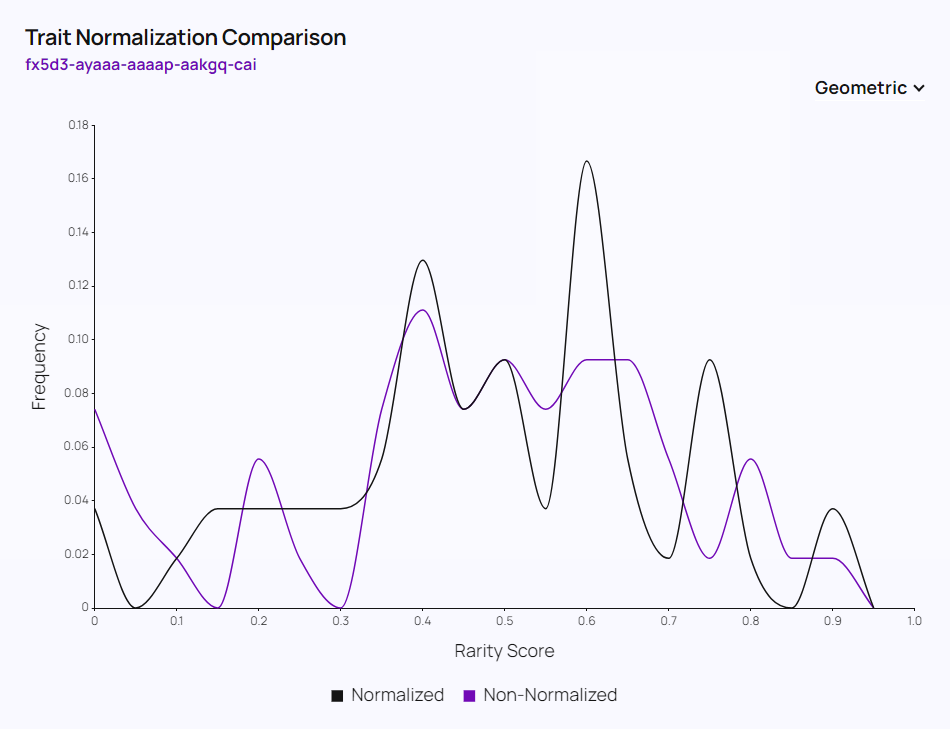 Trait Normalization Comparison
fx5d3-ayaaa-aaaap-aakgq-cai
Geometric
0.18
0.16
0.14
0.12
0.10
0.08
0.06
0.04
0.02
0
Frequency
0 0.1 0.2 0.3 0.4 0.5 0.6 0.7 0.8 0.9 1.0
Rarity Score
Normalized Non-Normalized